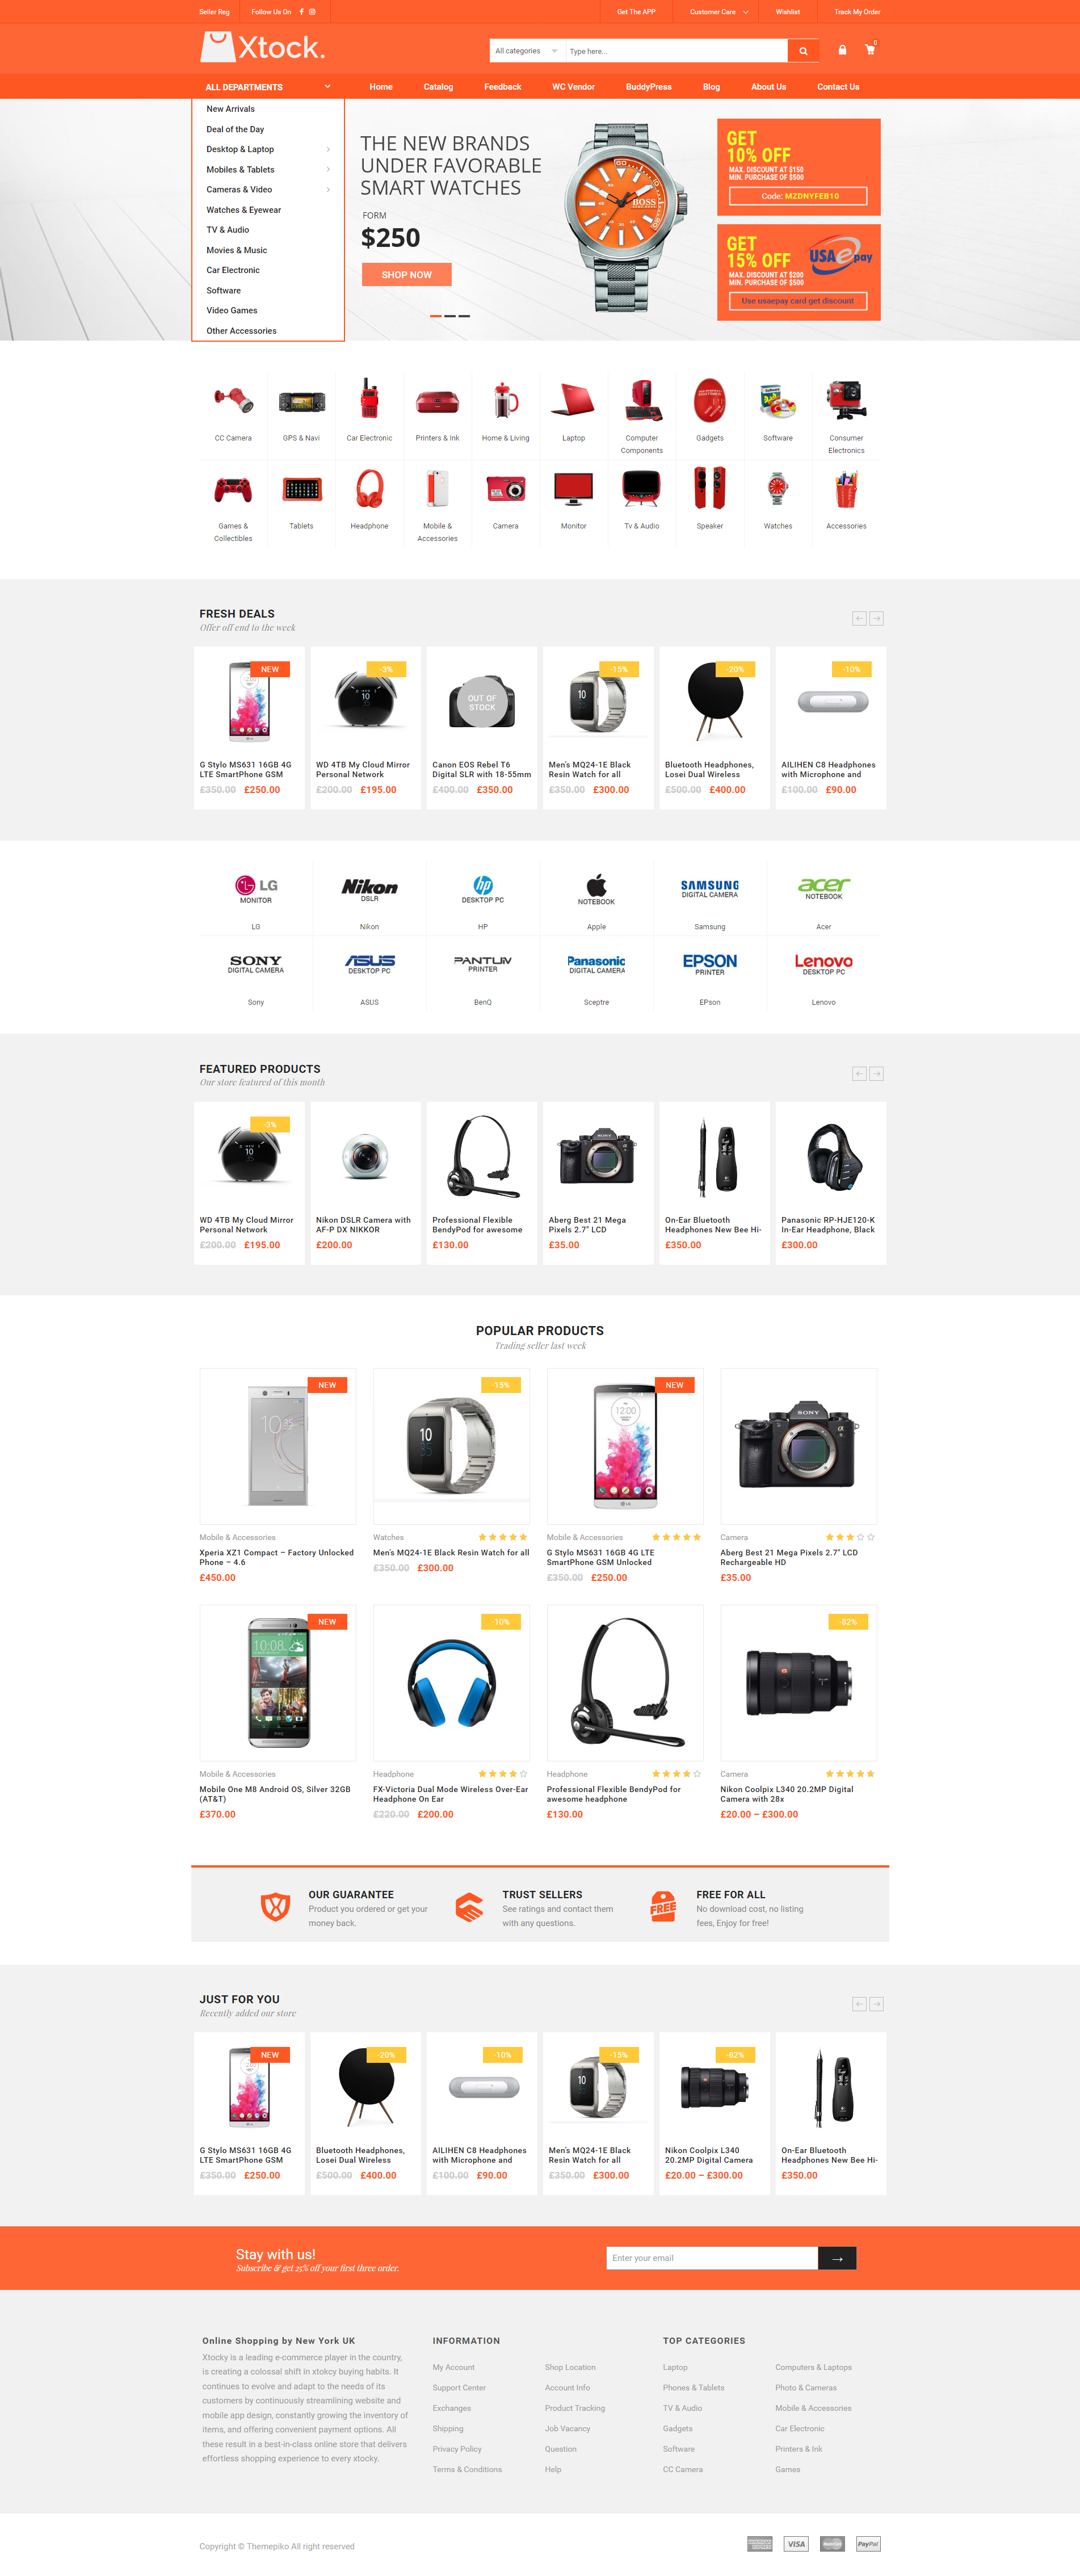 Seller Reg
Follow Us On
Get The APP
Customer Care
Wishlist
Track My Order
Xtock.
All categories
Type here...
0
ALL DEPARTMENTS
Home
Catalog
Feedback
WC Vendor
BuddyPress
Blog
About Us
Contact Us
New Arrivals
Deal of the Day
Desktop & Laptop
Mobiles & Tablets
Cameras & Video
Watches & Eyewear
TV & Audio
Movies & Music
Car Electronic
Software
Video Games
Other Accessories
THE NEW BRANDS
UNDER FAVORABLE
SMART WATCHES
FORM
$250
SHOP NOW
BOSS
GET
10% OFF
MAX. DISCOUNT AT $150
MIN. PURCHASE OF $500
Code: MZDNYFEB10
GET
15% OFF
USAepay
MAX. DISCOUNT AT $200
MIN. PURCHASE OF $500
Use usaepay card get discount
CC Camera
GPS & Navi
Car Electronic
Printers & Ink
Home & Living
Laptop
Computer
Components
Gadgets
Software
Consumer
Electronics
Games &
Collectibles
Tablets
Headphone
Mobile &
Accessories
Camera
Monitor
Tv & Audio
Speaker
Watches
Accessories
FRESH DEALS
Offer off end to the week
NEW
G Stylo MS631 16GB 4G
LTE SmartPhone GSM
£350.00 £250.00
-3%
WD 4TB My Cloud Mirror
Personal Network
£200.00 £195.00
OUT OF
STOCK
Canon EOS Rebel T6
Digital SLR with 18-55mm
£400.00 £350.00
-15%
Men's MQ24-1E Black
Resin Watch for all
£350.00 £300.00
-20%
Bluetooth Headphones,
Losei Dual Wireless
£500.00 £400.00
-10%
AILIHEN C8 Headphones
with Microphone and
£100.00 £90.00
LG
MONITOR
LG
Nikon
DSLR
Nikon
hp
DESKTOP PC
HP
NOTEBOOK
Apple
SAMSUNG
DIGITAL CAMERA
Samsung
acer
NOTEBOOK
Acer
SONY
DIGITAL CAMERA
Sony
ASUS
DESKTOP PC
ASUS
PANTUM
PRINTER
BenQ
Panasonic
DIGITAL CAMERA
Sceptre
EPSON
PRINTER
EPson
Lenovo
DESKTOP PC
Lenovo
FEATURED PRODUCTS
Our store featured of this month
-3%
WD 4TB My Cloud Mirror
Personal Network
£200.00 £195.00
Nikon DSLR Camera with
AF-P DX NIKKOR
£200.00
Professional Flexible
BendyPod for awesome
£130.00
Aberg Best 21 Mega
Pixels 2.7" LCD
£35.00
On-Ear Bluetooth
Headphones New Bee Hi-
£350.00
Panasonic RP-HJE120-K
In-Ear Headphone, Black
£300.00
POPULAR PRODUCTS
Trading seller last week
NEW
10 35
Mobile & Accessories
Xperia XZ1 Compact – Factory Unlocked
Phone – 4.6
£450.00
-15%
10
35
Watches
Men's MQ24-1E Black Resin Watch for all
£350.00 £300.00
NEW
12:00
LG
Mobile & Accessories
G Stylo MS631 16GB 4G LTE
SmartPhone GSM Unlocked
£350.00 £250.00
SONY
Camera
Aberg Best 21 Mega Pixels 2.7" LCD
Rechargeable HD
£35.00
NEW
10:08
Mobile & Accessories
Mobile One M8 Android OS, Silver 32GB
(AT&T)
£370.00
-10%
Headphone
FX-Victoria Dual Mode Wireless Over-Ear
Headphone On Ear
£220.00 £200.00
Headphone
Professional Flexible BendyPod for
awesome headphone
£130.00
-82%
Camera
Nikon Coolpix L340 20.2MP Digital
Camera with 28x
£20.00 – £300.00
OUR GUARANTEE
Product you ordered or get your
money back.
TRUST SELLERS
See ratings and contact them
with any questions.
FREE
FREE FOR ALL
No download cost, no listing
fees, Enjoy for free!
JUST FOR YOU
Recently added our store
NEW
G Stylo MS631 16GB 4G
LTE SmartPhone GSM
£350.00 £250.00
-20%
Bluetooth Headphones,
Losei Dual Wireless
£500.00 £400.00
-10%
AILIHEN C8 Headphones
with Microphone and
£100.00 £90.00
-15%
Men's MQ24-1E Black
Resin Watch for all
£350.00 £300.00
-82%
Nikon Coolpix L340
20.2MP Digital Camera
£20.00 – £300.00
On-Ear Bluetooth
Headphones New Bee Hi-
£350.00
Stay with us!
Subscribe & get 25% off your first three order.
Enter your email
Online Shopping by New York UK
Xtocky is a leading e-commerce player in the country,
is creating a colossal shift in xtokcy buying habits. It
continues to evolve and adapt to the needs of its
customers by continuously streamlining website and
mobile app design, constantly growing the inventory of
items, and offering convenient payment options. All
these result in a best-in-class online store that delivers
effortless shopping experience to every xtocky.
INFORMATION
My Account
Support Center
Exchanges
Shipping
Privacy Policy
Terms & Conditions
Shop Location
Account Info
Product Tracking
Job Vacancy
Question
Help
TOP CATEGORIES
Laptop
Phones & Tablets
TV & Audio
Gadgets
Software
CC Camera
Computers & Laptops
Photo & Cameras
Mobile & Accessories
Car Electronic
Printers & Ink
Games
Copyright © Themepiko All right reserved
VISA
PayPal